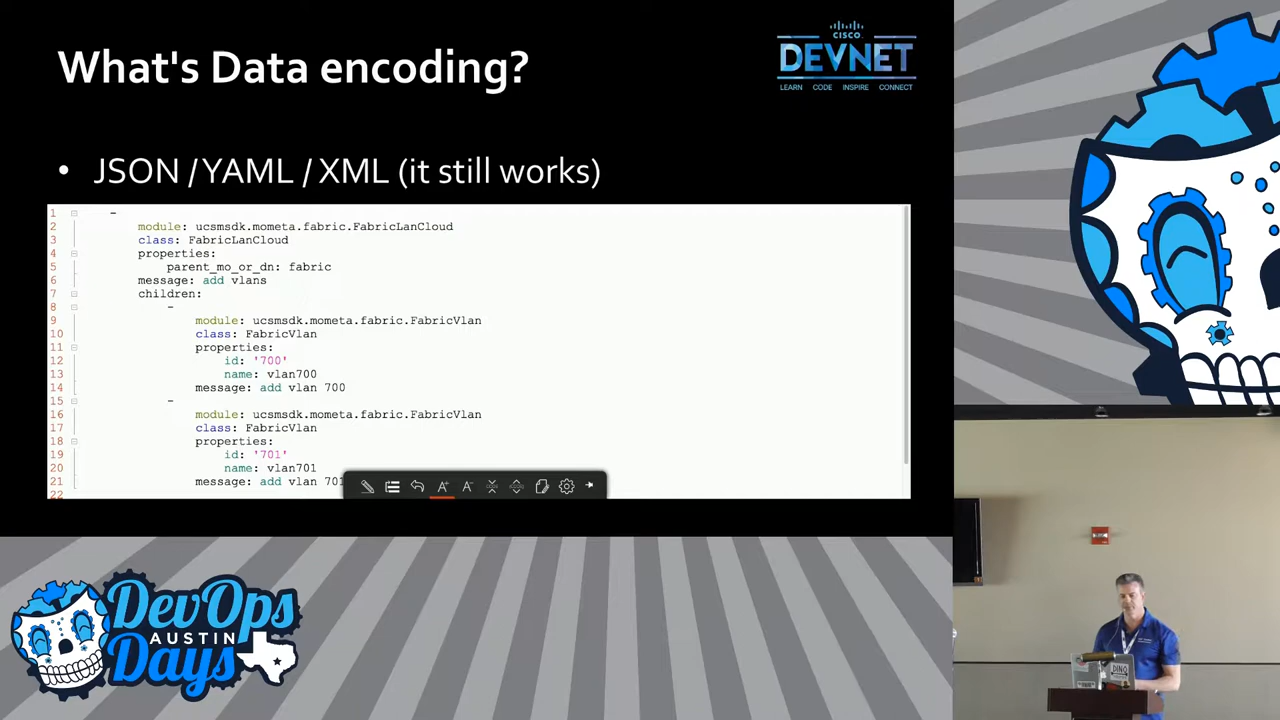 What's Data encoding?
CISCO
DEVNET
LEARN CODE INSPIRE CONNECT
• JSON / YAML / XML (it still works)
1 -
2 module: ucsmsdk.mometa.fabric.FabricLanCloud
3 class: FabricLanCloud
4 properties:
5 parent_mo_or_dn: fabric
6 message: add vlans
7 children:
8 -
9 module: ucsmsdk.mometa.fabric.FabricVlan
10 class: FabricVlan
11 properties:
12 id: '700'
13 name: vlan700
14 message: add vlan 700
15 -
16 module: ucsmsdk.mometa.fabric.FabricVlan
17 class: FabricVlan
18 properties:
19 id: '701'
20 name: vlan701
21 message: add vlan 701
22
DevOps
AUSTIN
Days
DINO